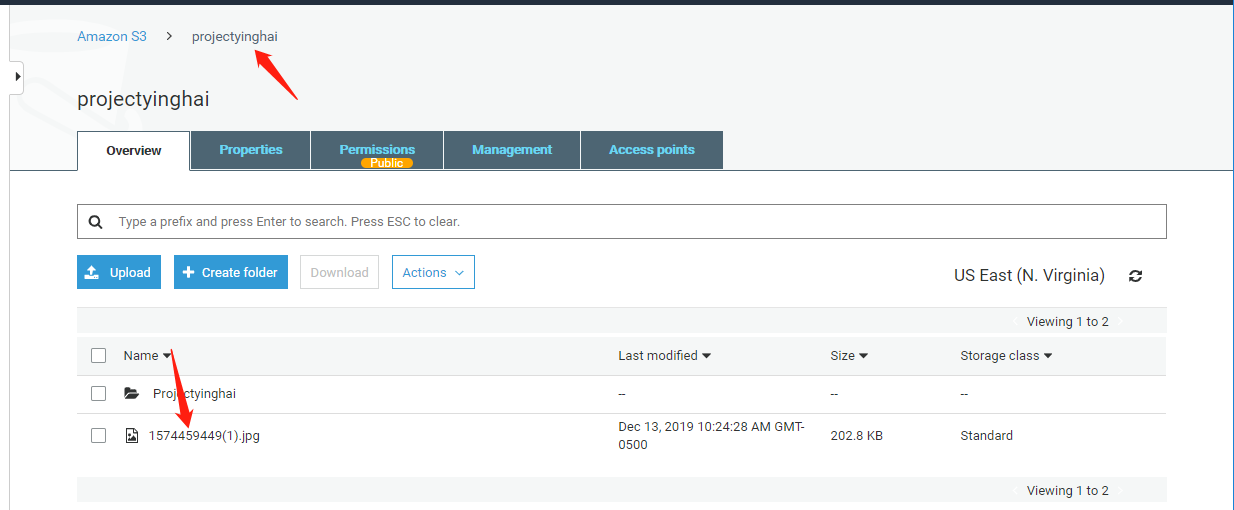 Amazon S3 > projectyinghai
projectyinghai
Overview Properties Permissions Management Access points
Public
Type a prefix and press Enter to search. Press ESC to clear.
Upload Create folder Download Actions US East (N. Virginia)
Viewing 1 to 2
Name Last modified Size Storage class
Projectyinghai -- -- --
1574459449(1).jpg Dec 13, 2019 10:24:28 AM GMT- 202.8 KB Standard
0500
Viewing 1 to 2